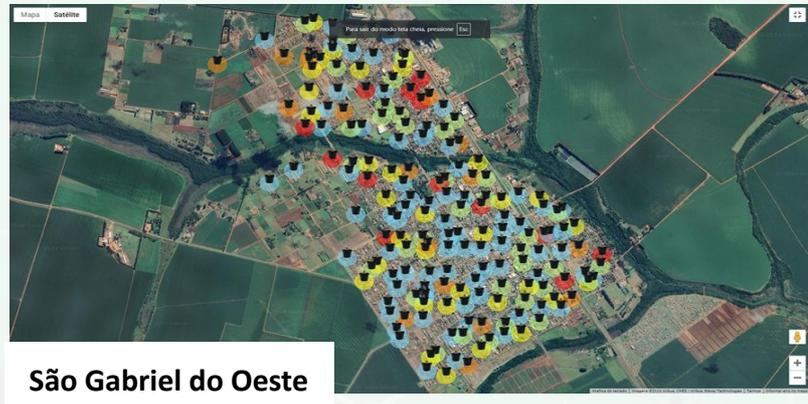 Mapa Satélite
Para sair do modo tela cheia, pressione Esc
São Gabriel do Oeste